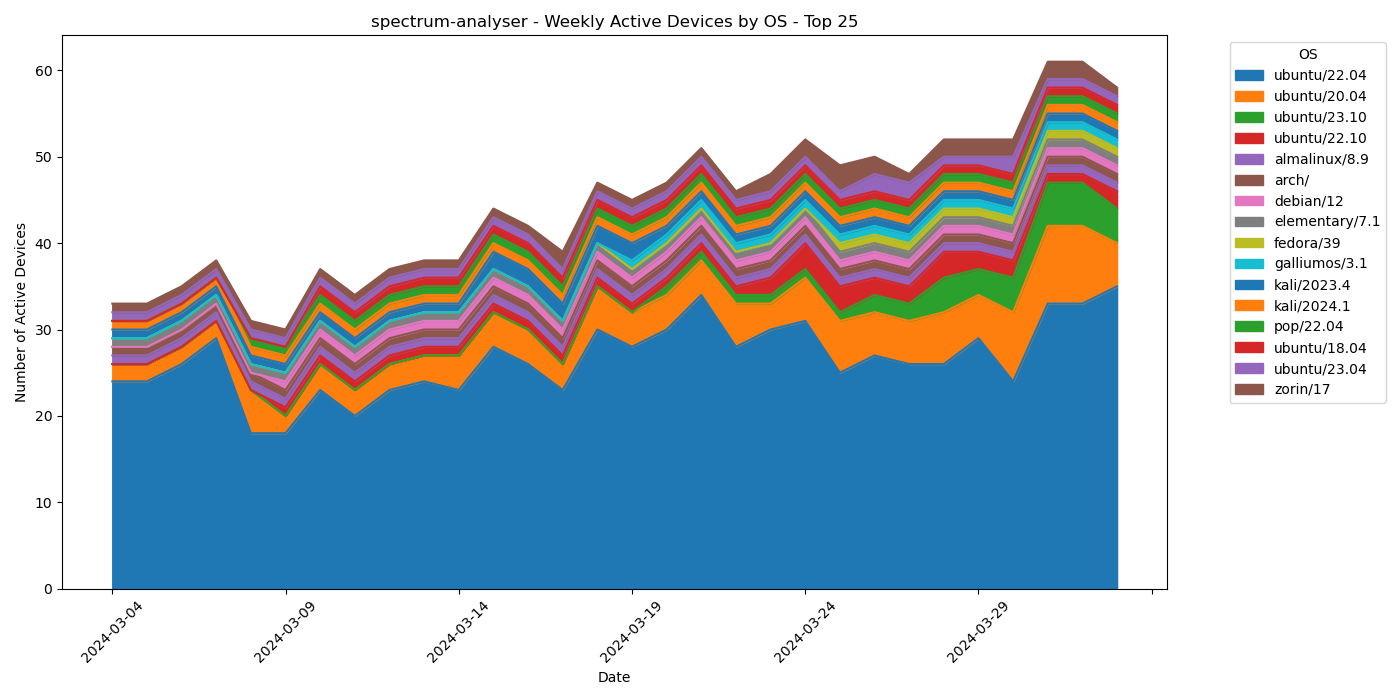 spectrum-analyser - Weekly Active Devices by OS - Top 25
Number of Active Devices
60
50
40
30
20
10
0
2024-03-04
2024-03-09
2024-03-14
2024-03-19
2024-03-24
2024-03-29
Date
OS
ubuntu/22.04
ubuntu/20.04
ubuntu/23.10
ubuntu/22.10
almalinux/8.9
arch/
debian/12
elementary/7.1
fedora/39
galliumos/3.1
kali/2023.4
kali/2024.1
pop/22.04
ubuntu/18.04
ubuntu/23.04
zorin/17